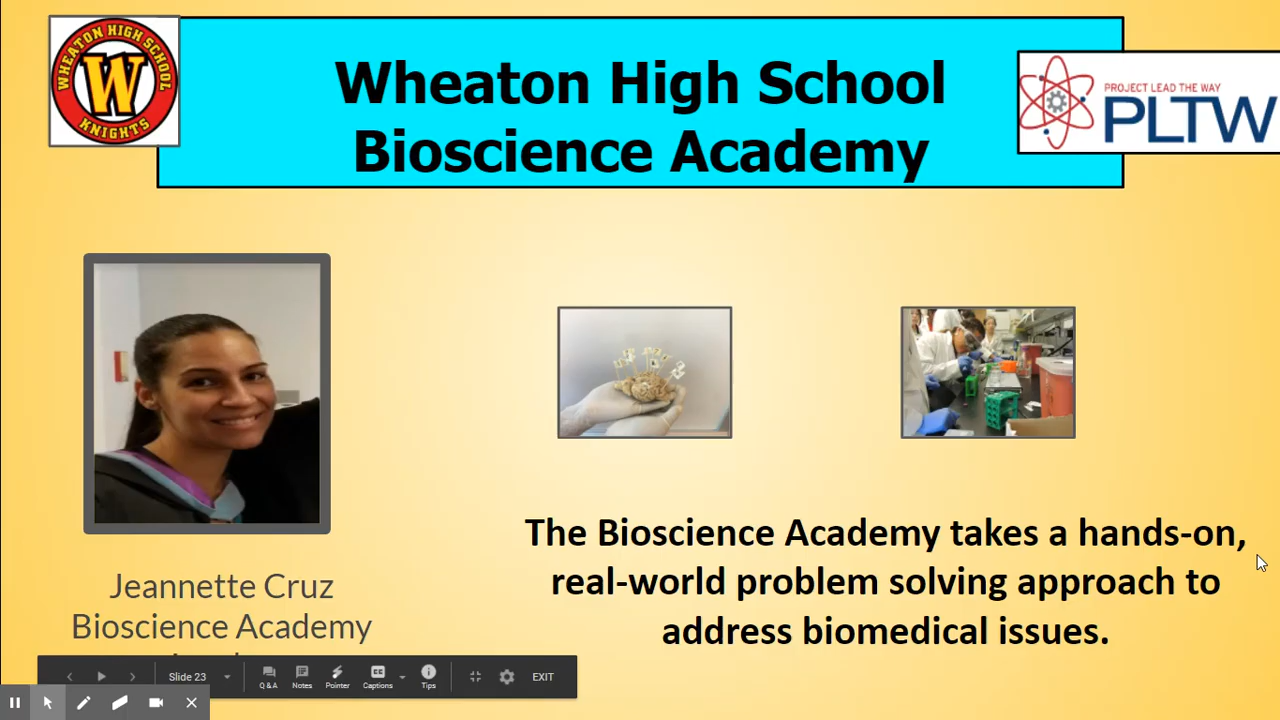 WHEATON HIGH SCHOOL
W
KNIGHTS
Wheaton High School
Bioscience Academy
PROJECT LEAD THE WAY
PLTW
Jeannette Cruz
Bioscience Academy
The Bioscience Academy takes a hands-on,
real-world problem solving approach to
address biomedical issues.
Slide 23
Q & A
Notes
Pointer
CC
Captions
Tips
EXIT